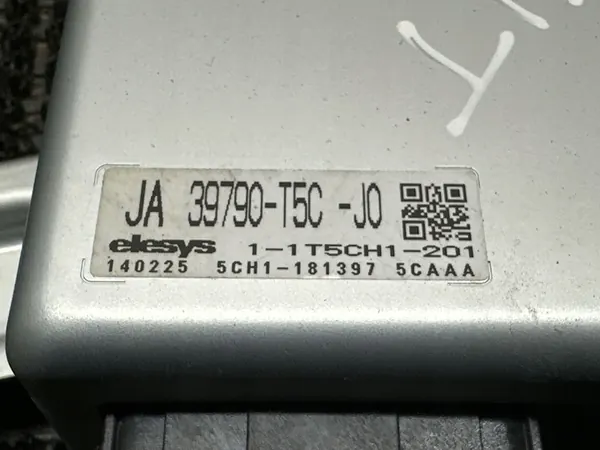 JA 39790-T5C -J0
elesys 1-1T5CH1-201
140225 5CH1-181397 5CAAA